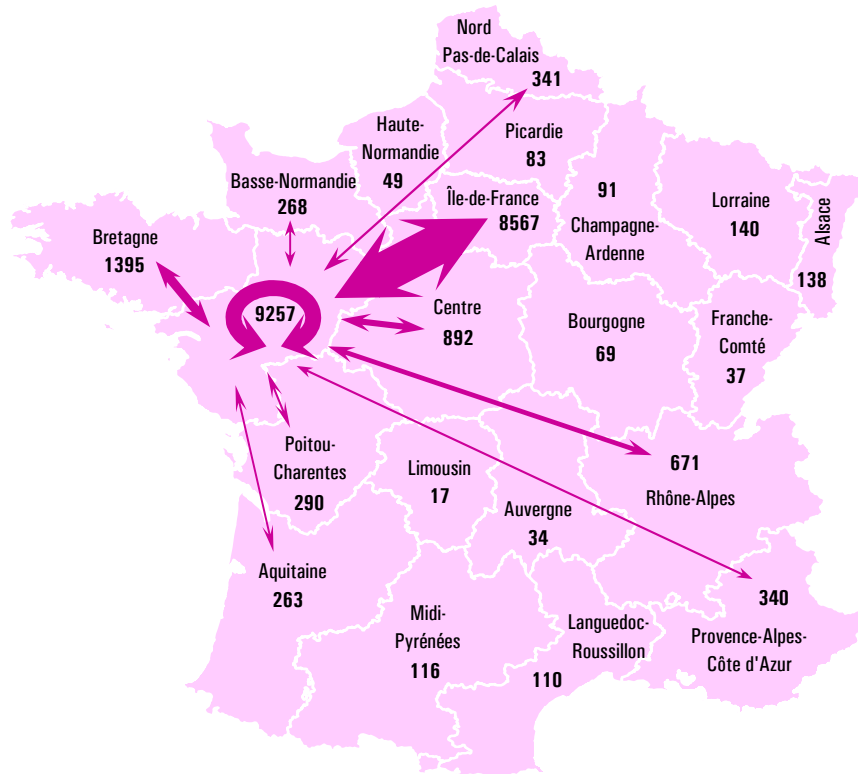 Nord
Pas-de-Calais
341
Haute-
Normandie
49
Picardie
83
Basse-Normandie
268
Île-de-France
8567
91
Champagne-
Ardenne
Lorraine
140
Alsace
138
Bretagne
1395
9257
Centre
892
Bourgogne
69
Franche-
Comté
37
Poitou-
Charentes
290
Limousin
17
Auvergne
34
671
Rhône-Alpes
Aquitaine
263
Midi-
Pyrénées
116
Languedoc-
Roussillon
110
340
Provence-Alpes-
Côte d'Azur